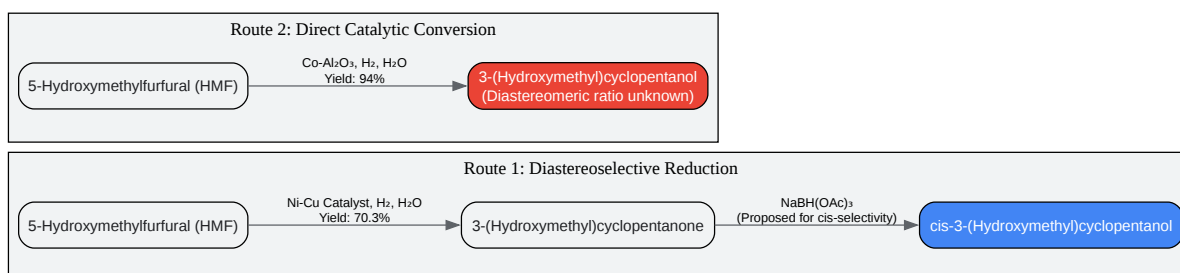 Route 2: Direct Catalytic Conversion
5-Hydroxymethylfurfural (HMF)
Co-Al₂O₃, H₂, H₂O
Yield: 94%
3-(Hydroxymethyl)cyclopentanol
(Diastereomeric ratio unknown)
Route 1: Diastereoselective Reduction
5-Hydroxymethylfurfural (HMF)
Ni-Cu Catalyst, H₂, H₂O
Yield: 70.3%
3-(Hydroxymethyl)cyclopentanone
NaBH(OAc)₃
(Proposed for cis-selectivity)
cis-3-(Hydroxymethyl)cyclopentanol